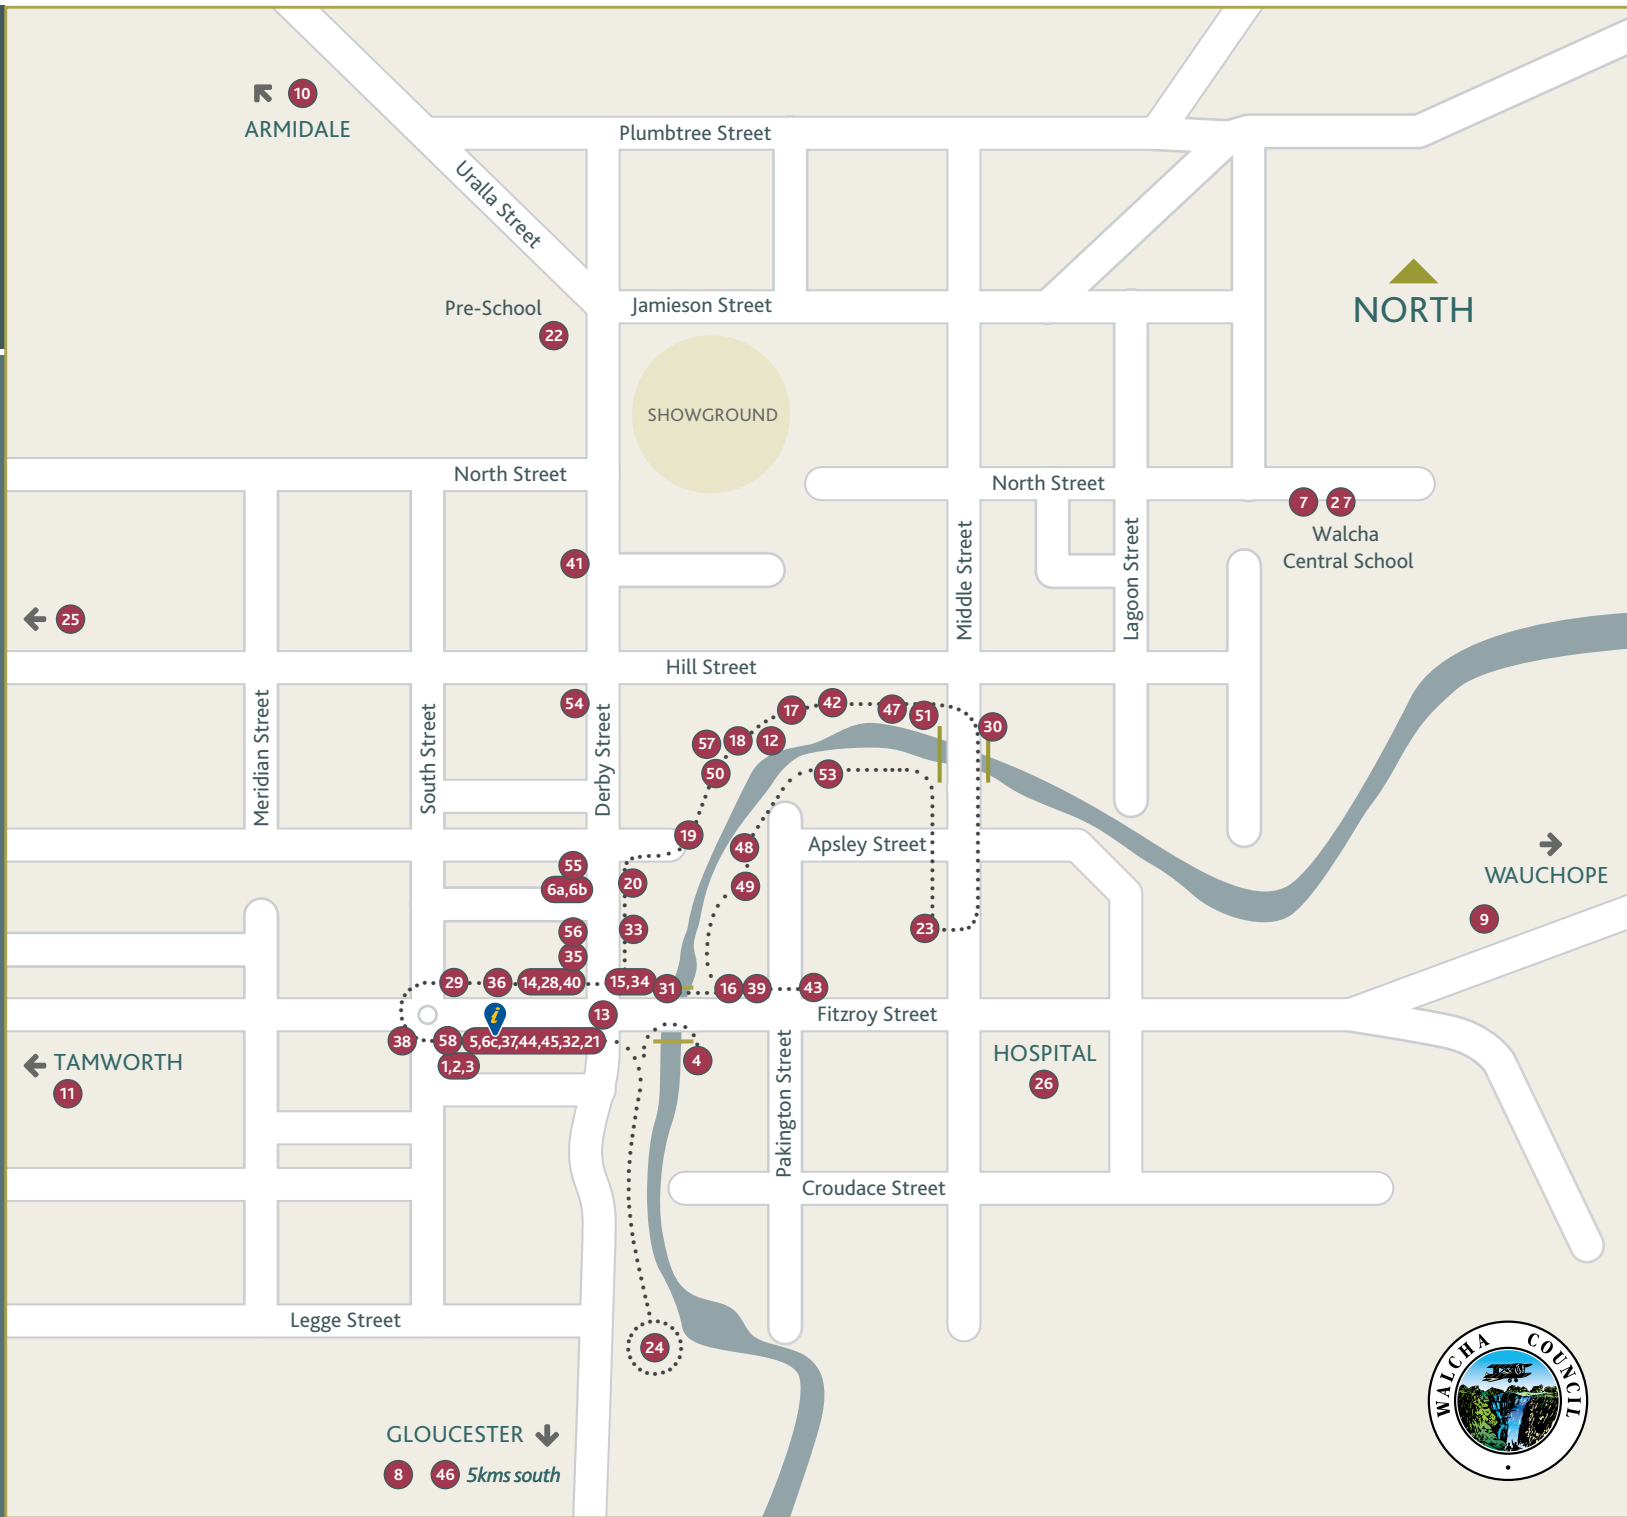 10
ARMIDALE
Plumbtree Street
Uralla Street
Pre-School
22
Jamieson Street
NORTH
SHOWGROUND
North Street
North Street
7
27
Walcha
Central School
41
Middle Street
Lagoon Street
25
Hill Street
54
Meridian Street
South Street
Derby Street
17
42
47
51
30
57
18
12
50
53
19
48
Apsley Street
55
6a,6b
20
49
WAUCHOPE
9
56
33
23
35
29
36
14,28,40
15,34
31
16
39
43
i
13
Fitzroy Street
38
58
5,6c,37,44,45,32,21
1,2,3
4
TAMWORTH
11
Pakington Street
HOSPITAL
26
Croudace Street
Legge Street
24
GLOUCESTER
8
46
5kms south
WALCHA COUNCIL